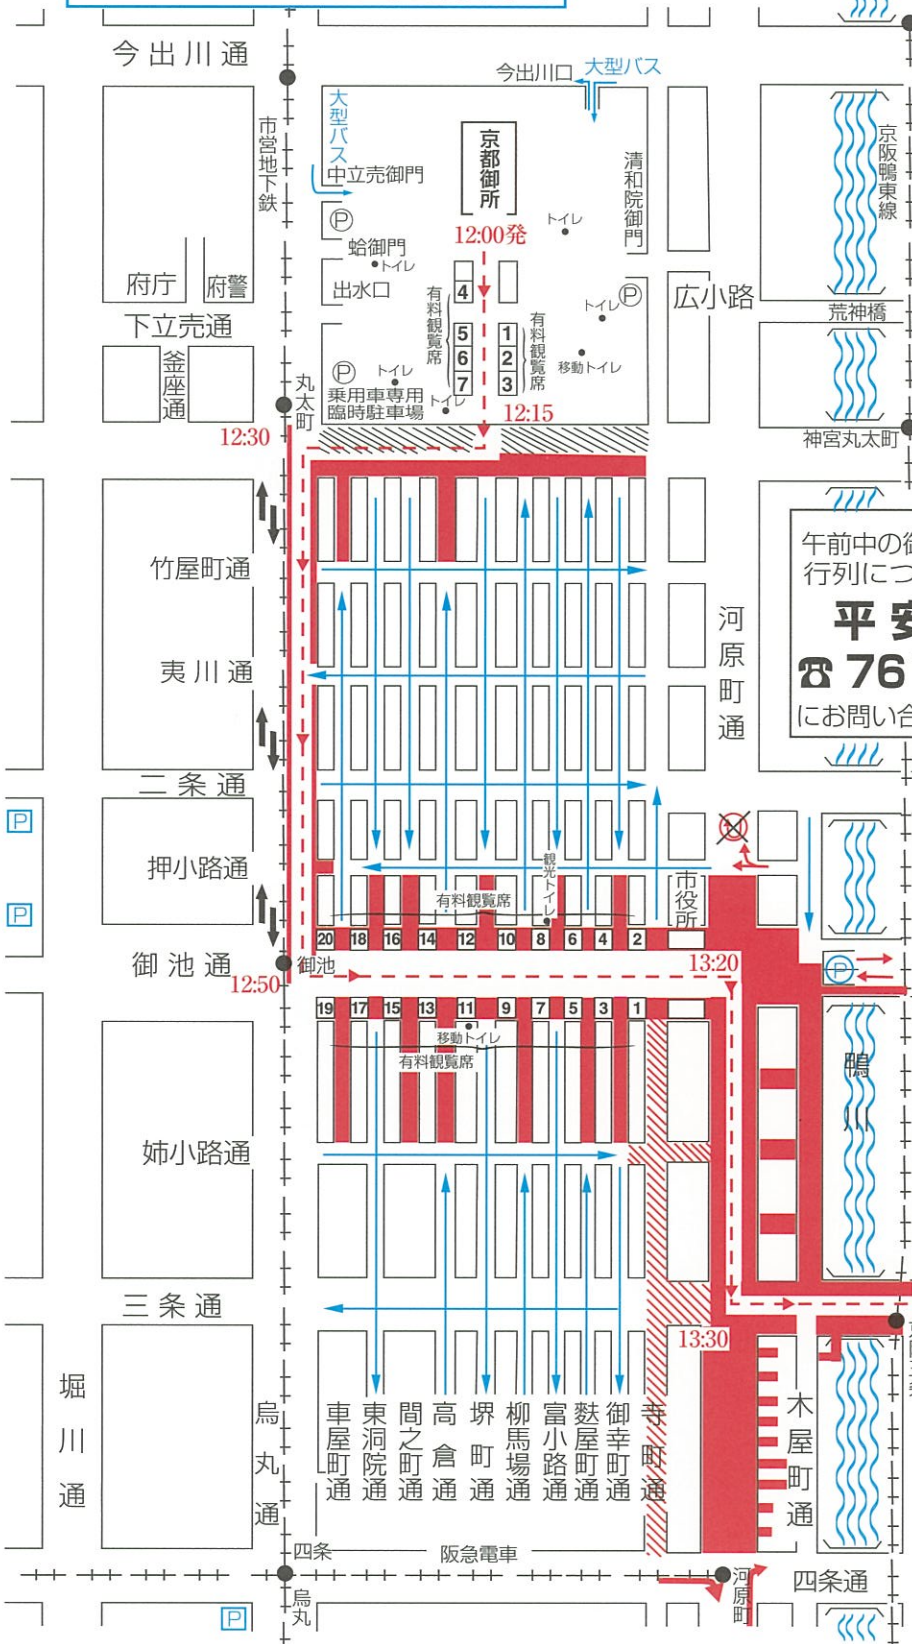 今出川通
今出川口
大型バス
大型バス
市営地下鉄
京都御所
清和院御門
京阪鴨東線
中立売御門
P
トイレ
12:00発
蛤御門
トイレ
府庁
府警
出水口
有料観覧席
4
5
6
7
1
2
3
有料観覧席
トイレ
P
広小路
荒神橋
下立売通
釜座通
丸太町
P
トイレ
乗用車専用
臨時駐車場
トイレ
移動トイレ
12:15
12:30
神宮丸太町
竹屋町通
夷川通
河原町通
午前中の
行列につ
平安
☎76
にお問い合
二条通
P
押小路通
P
観光トイレ
市役所
有料観覧席
20
18
16
14
12
10
8
6
4
2
御池通
御池
12:50
13:20
P
19
17
15
13
11
9
7
5
3
1
移動トイレ
有料観覧席
鴨川
姉小路通
三条通
13:30
堀川通
烏丸通
車屋町通
東洞院通
間之町通
高倉通
堺町通
柳馬場通
富小路通
麩屋町通
御幸町通
寺町通
木屋町通
四条
阪急電車
烏丸
河原町
四条通
P